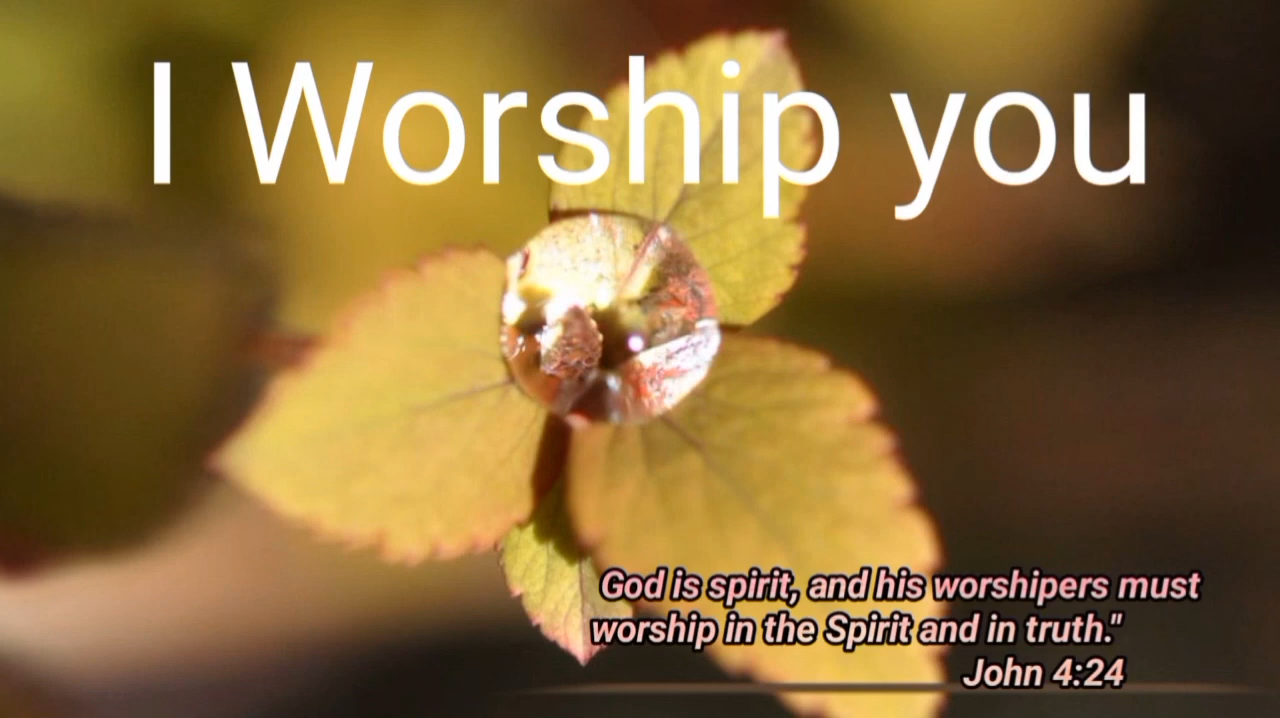 I Worship you
God is spirit, and his worshipers must
worship in the Spirit and in truth."
John 4:24